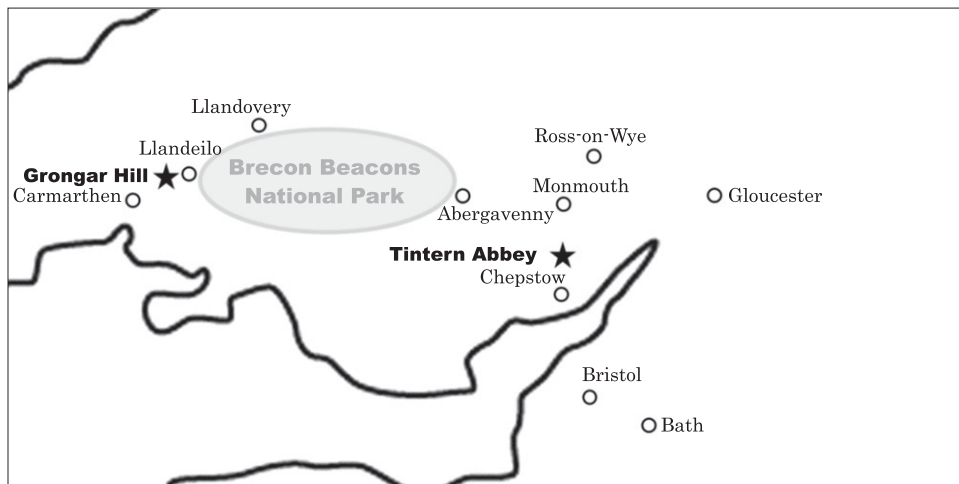 Llandovery
Ross-on-Wye
Llandeilo
Brecon Beacons
National Park
Grongar Hill
Carmarthen
Monmouth
Gloucester
Abergavenny
Tintern Abbey
Chepstow
Bristol
Bath